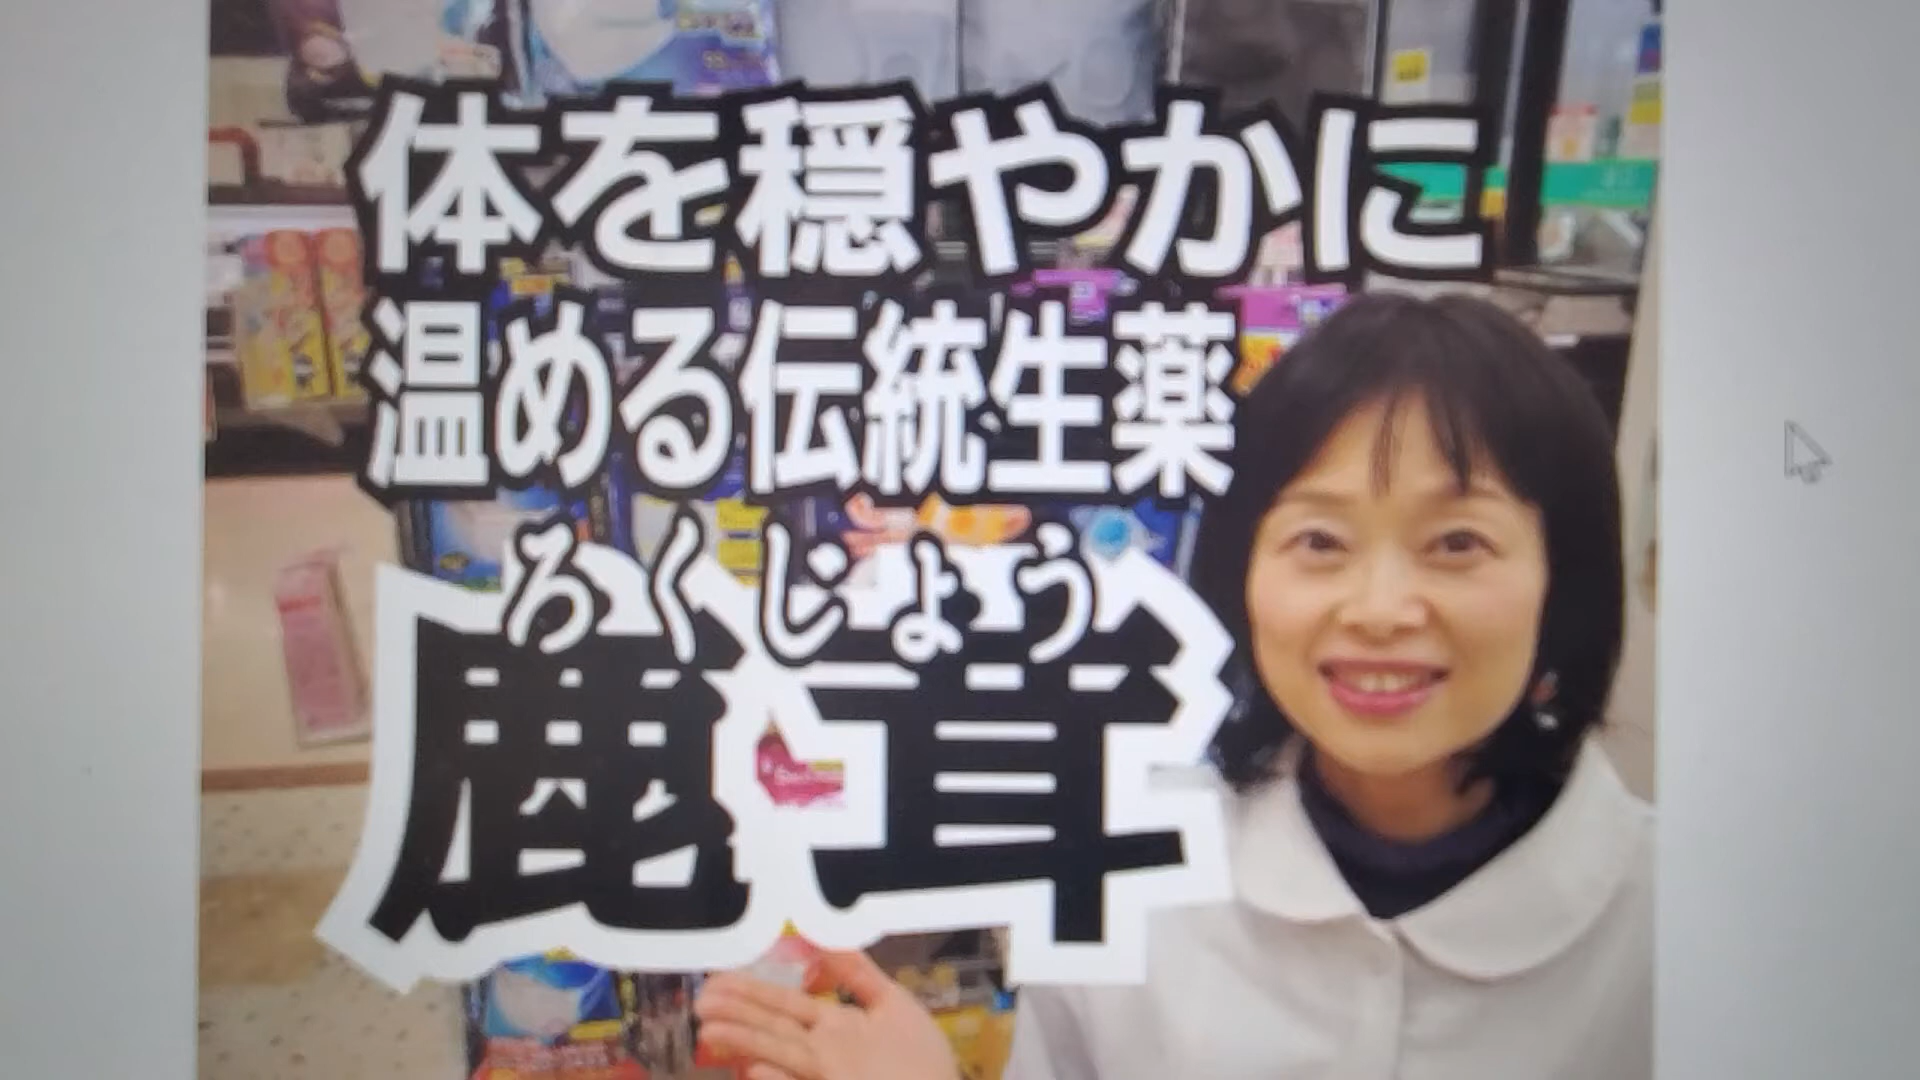 体を穏やかに
温める伝統生薬
ろくじょう
鹿茸